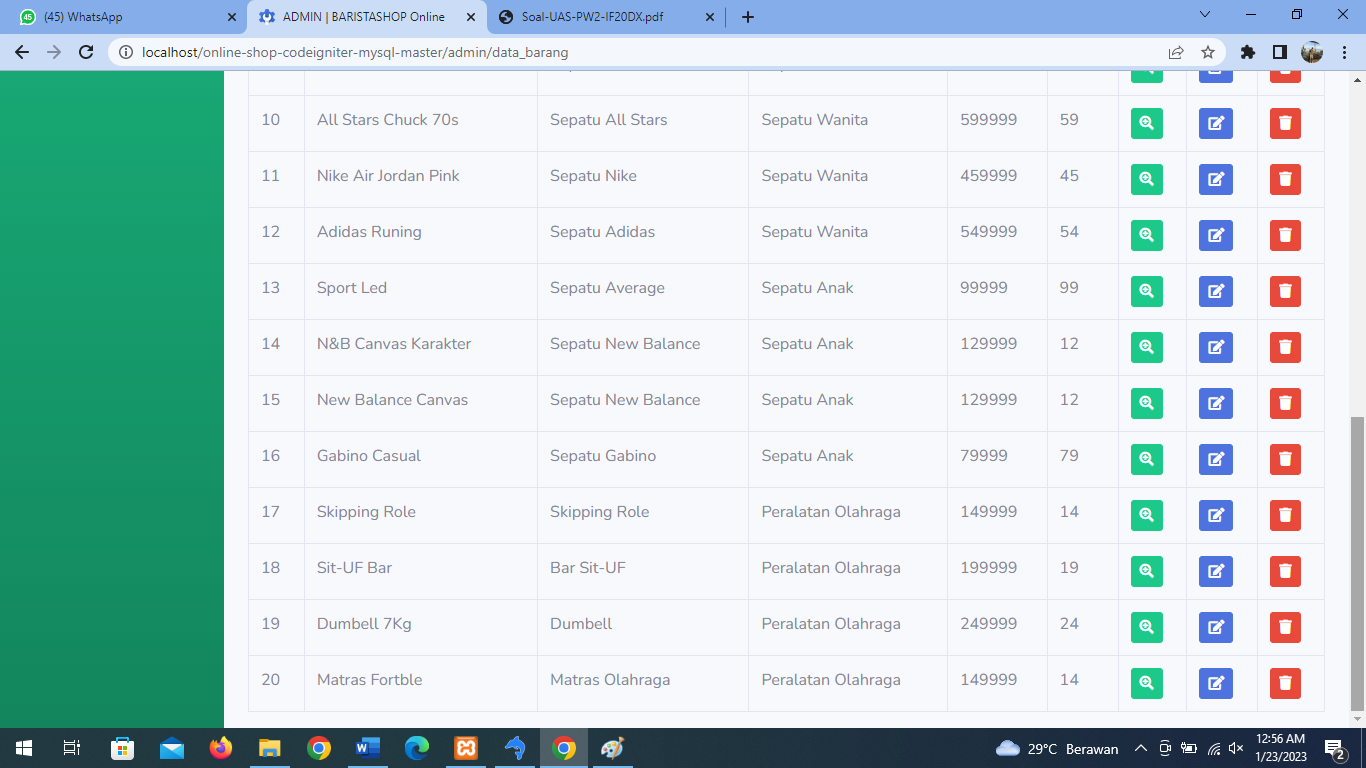 (45) WhatsApp
ADMIN | BARISTASHOP Online
Soal-UAS-PW2-IF20DX.pdf
localhost/online-shop-codeigniter-mysql-master/admin/data_barang
10 All Stars Chuck 70s Sepatu All Stars Sepatu Wanita 599999 59
11 Nike Air Jordan Pink Sepatu Nike Sepatu Wanita 459999 45
12 Adidas Runing Sepatu Adidas Sepatu Wanita 549999 54
13 Sport Led Sepatu Average Sepatu Anak 99999 99
14 N&B Canvas Karakter Sepatu New Balance Sepatu Anak 129999 12
15 New Balance Canvas Sepatu New Balance Sepatu Anak 129999 12
16 Gabino Casual Sepatu Gabino Sepatu Anak 79999 79
17 Skipping Role Skipping Role Peralatan Olahraga 149999 14
18 Sit-UF Bar Bar Sit-UF Peralatan Olahraga 199999 19
19 Dumbell 7Kg Dumbell Peralatan Olahraga 249999 24
20 Matras Fortble Matras Olahraga Peralatan Olahraga 149999 14
29°C Berawan
12:56 AM
1/23/2023
2